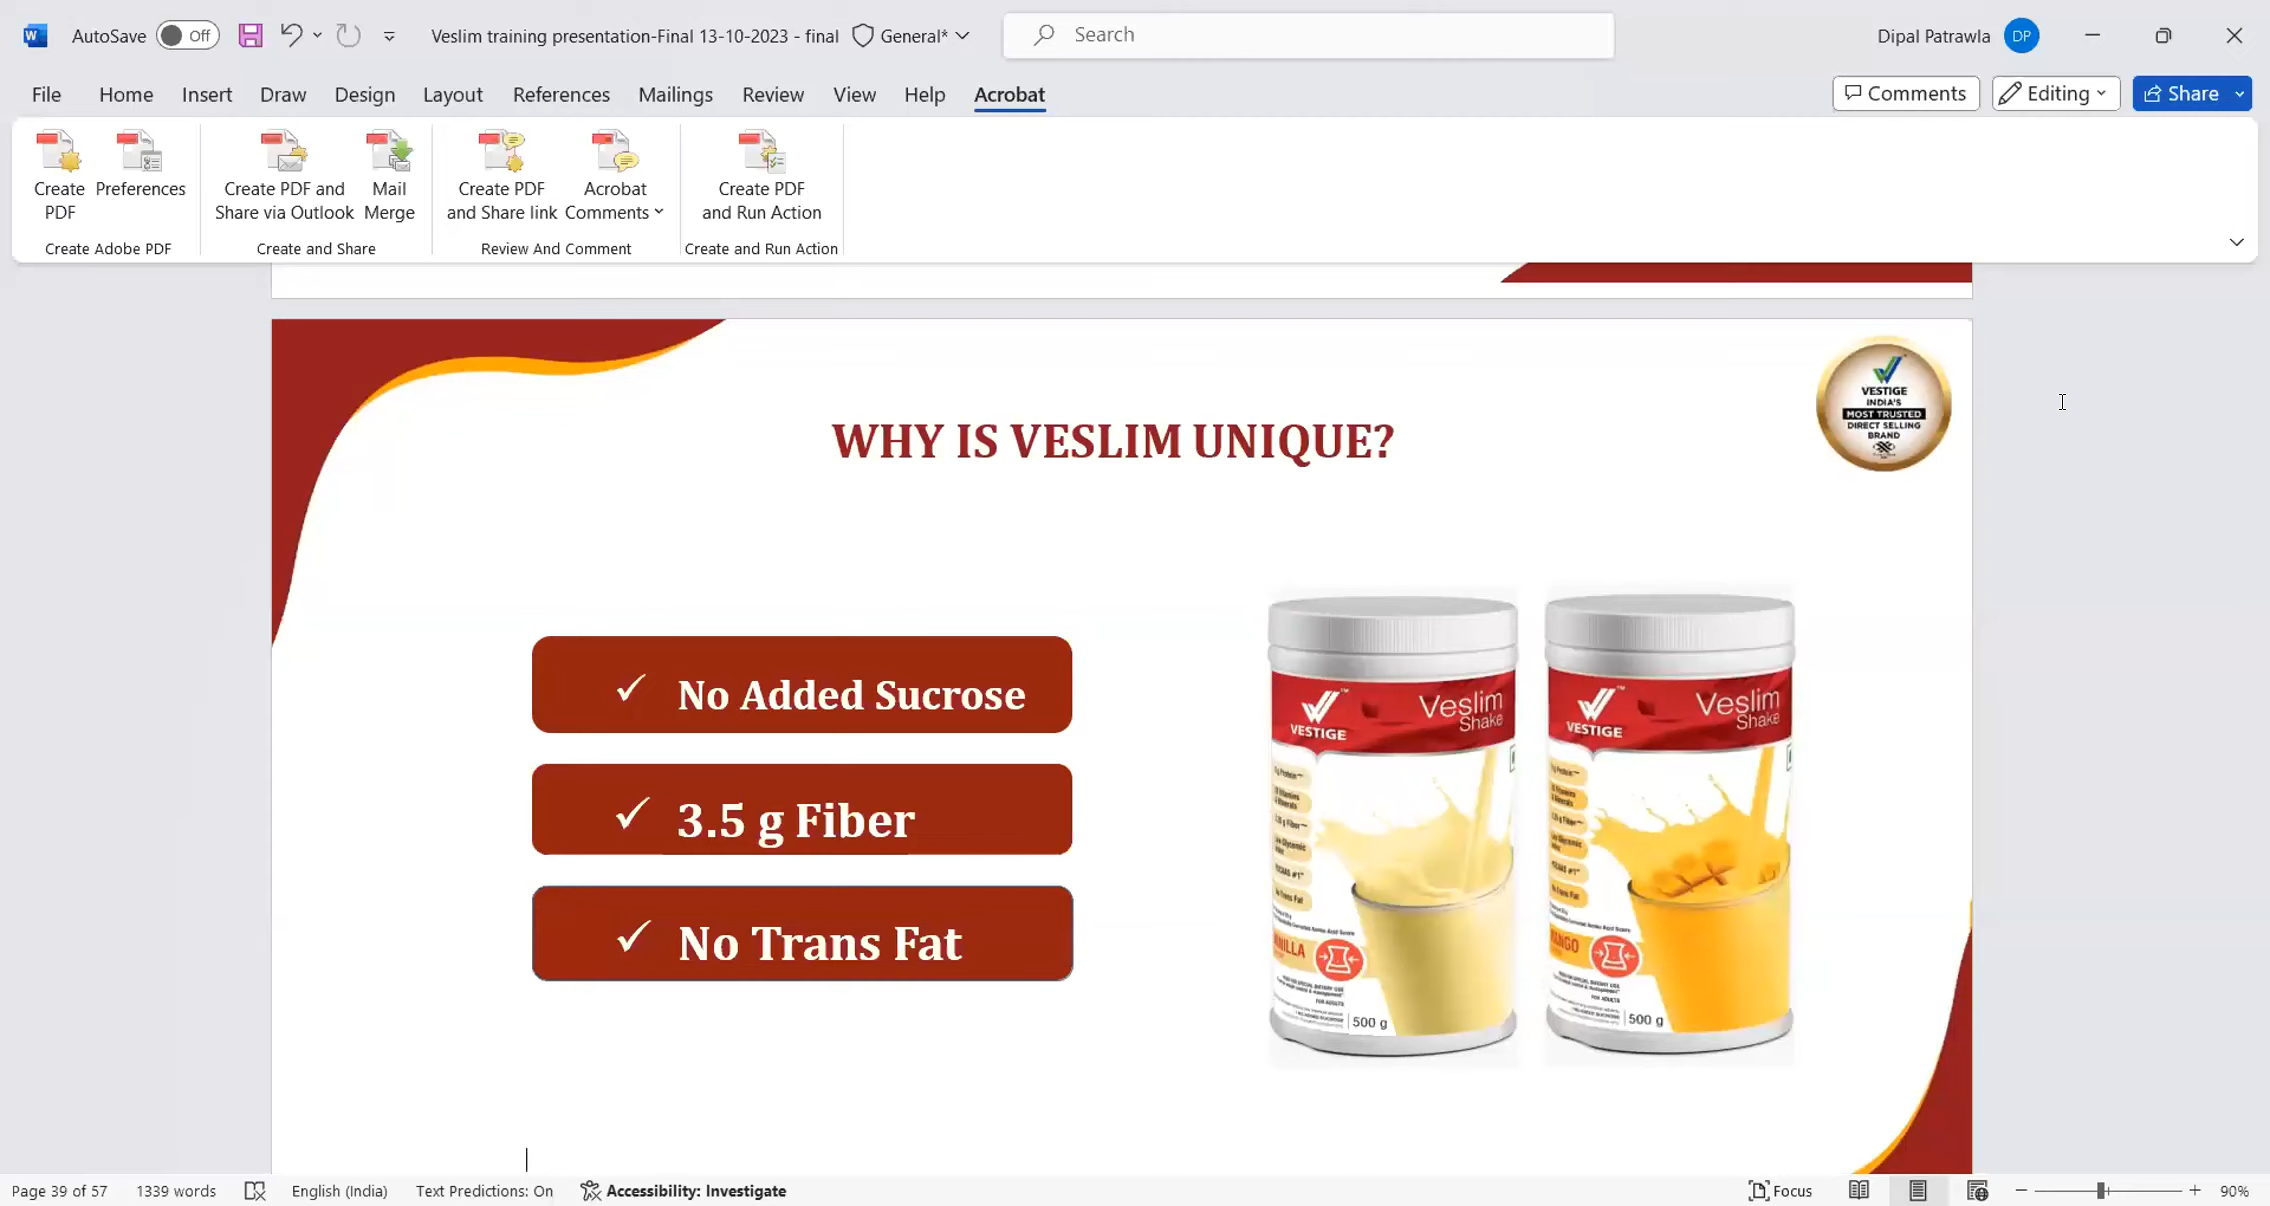 AutoSave Off Veslim training presentation-Final 13-10-2023 - final General* Search Dipal Patrawla DP
File Home Insert Draw Design Layout References Mailings Review View Help Acrobat Comments Editing Share
Create PDF
Preferences
Create PDF and Share via Outlook
Mail Merge
Create PDF and Share link
Acrobat Comments
Create PDF and Run Action
Create Adobe PDF Create and Share Review And Comment Create and Run Action
VESTIGE
INDIA'S
MOST TRUSTED
DIRECT SELLING
BRAND
WHY IS VESLIM UNIQUE?
✓ No Added Sucrose
✓ 3.5 g Fiber
✓ No Trans Fat
VESTIGE
Veslim
Shake
500 g
VESTIGE
Veslim
Shake
500 g
Page 39 of 57 1339 words English (India) Text Predictions: On Accessibility: Investigate Focus 90%